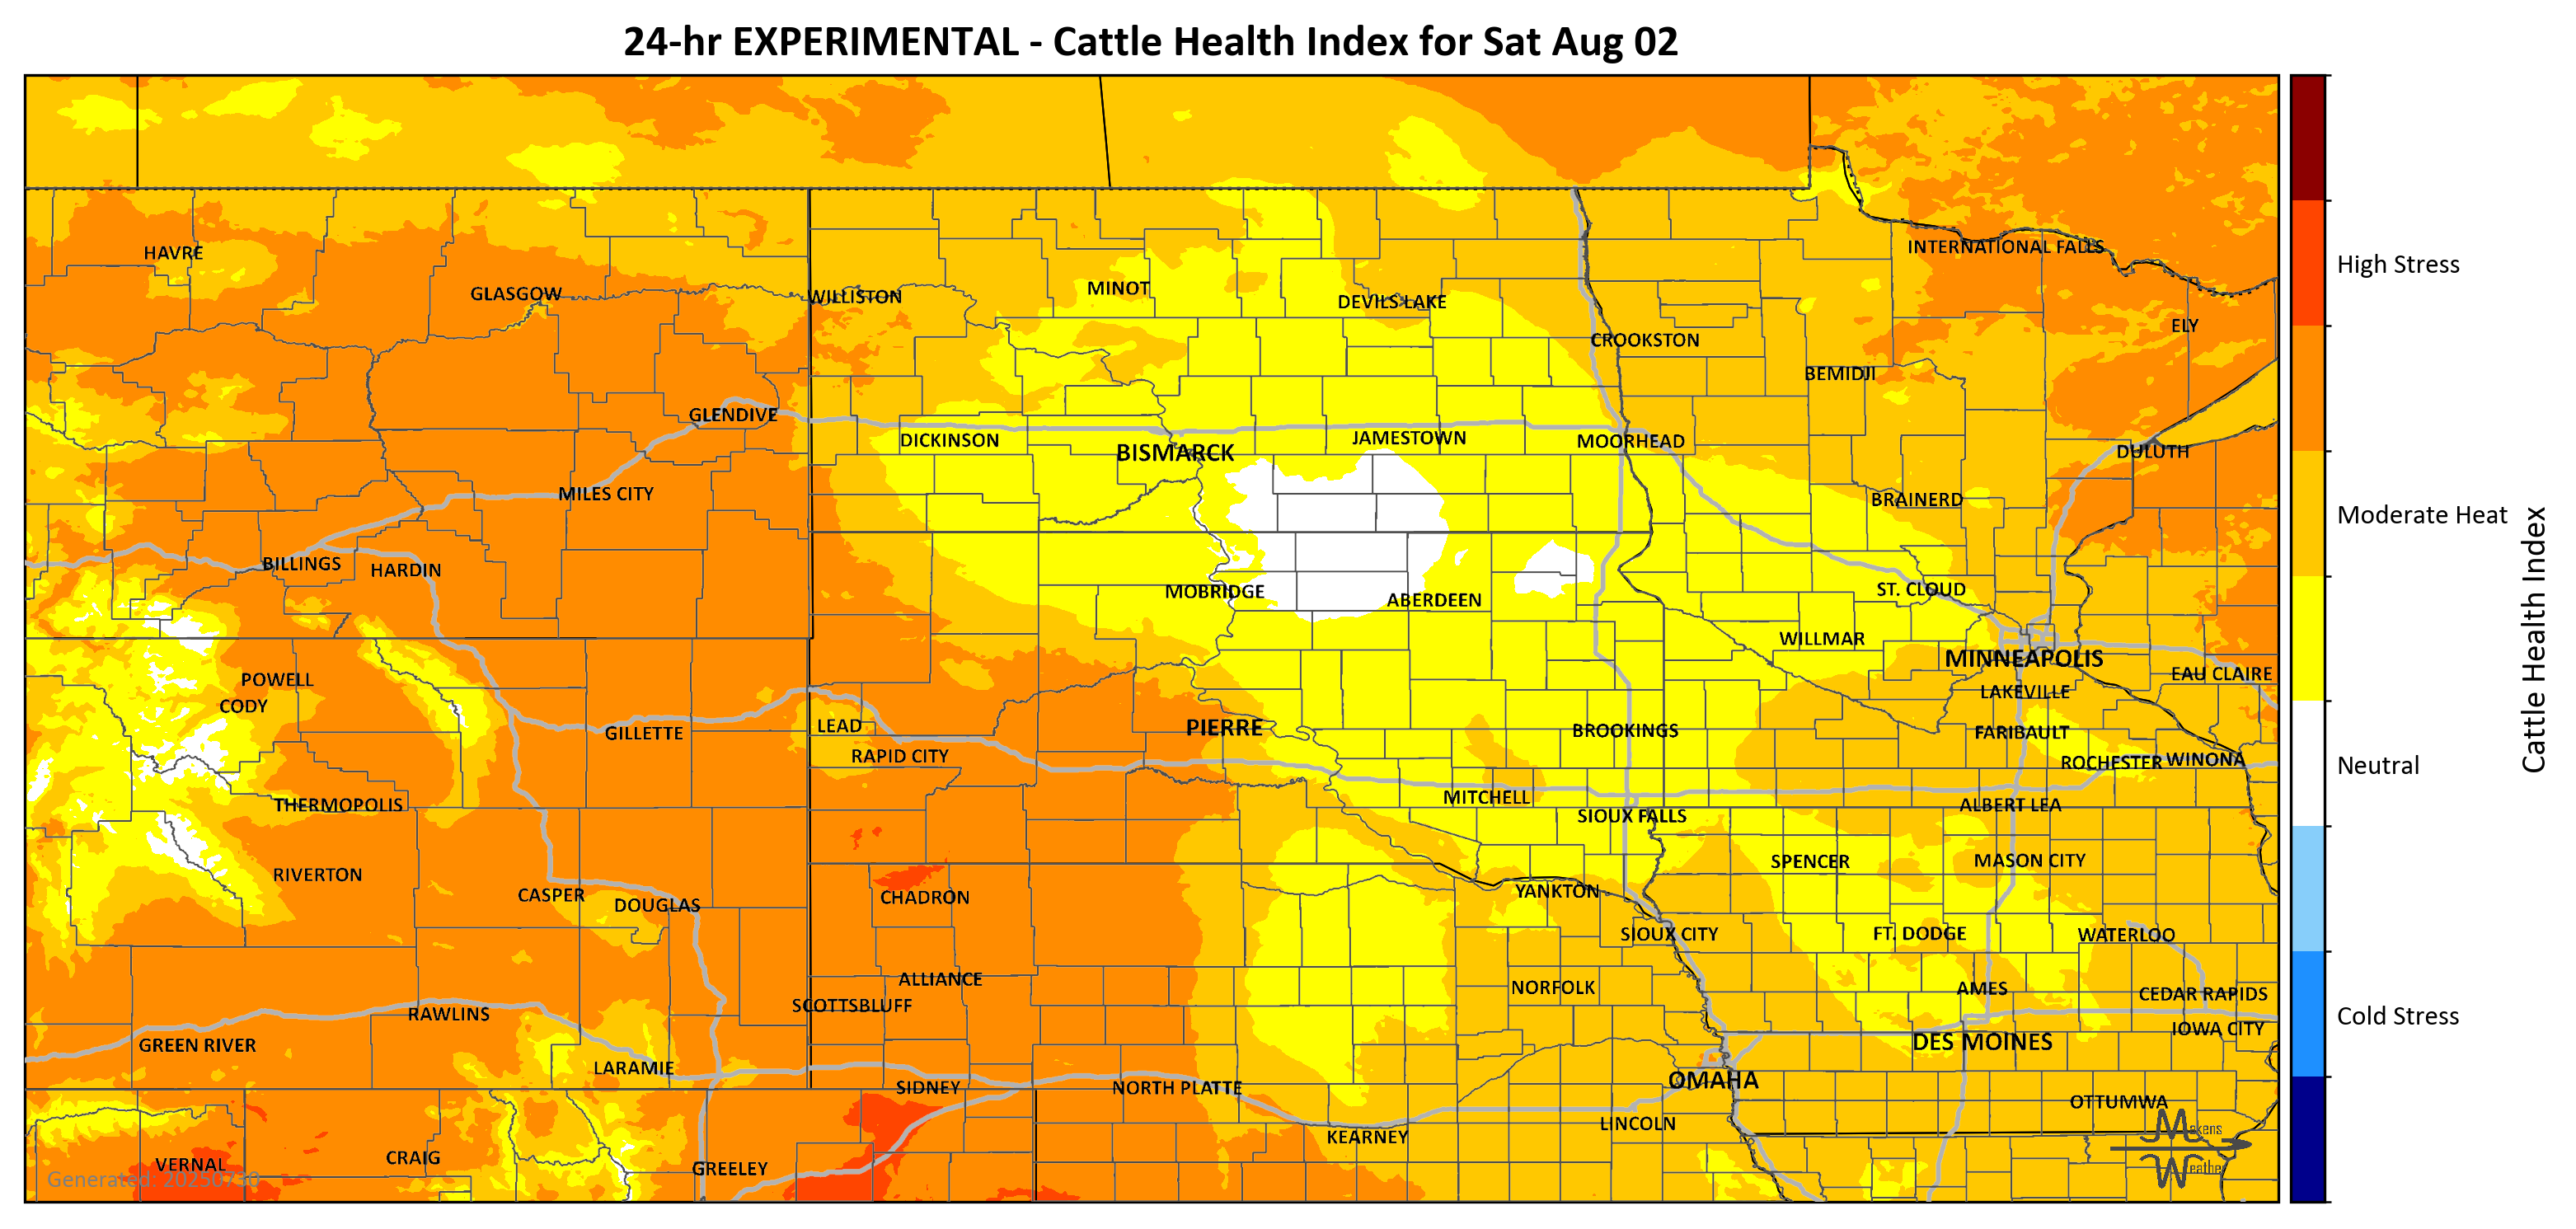 24-hr EXPERIMENTAL - Cattle Health Index for Sat Aug 02
HAVRE
INTERNATIONAL FALLS
GLASGOW
WILLISTON
MINOT
DEVILS LAKE
ELY
CROOKSTON
BEMIDJI
GLENDIVE
DICKINSON
BISMARCK
JAMESTOWN
MOORHEAD
DULUTH
MILES CITY
BRAINERD
BILLINGS
HARDIN
MOBRIDGE
ABERDEEN
ST. CLOUD
WILLMAR
MINNEAPOLIS
POWELL
EAU CLAIRE
CODY
LAKEVILLE
GILLETTE
LEAD
PIERRE
BROOKINGS
FARIBAULT
RAPID CITY
ROCHESTER
WINONA
THERMOPOLIS
MITCHELL
ALBERT LEA
SIOUX FALLS
SPENCER
MASON CITY
RIVERTON
CASPER
DOUGLAS
CHADRON
YANKTON
SIOUX CITY
FT. DODGE
WATERLOO
ALLIANCE
NORFOLK
AMES
CEDAR RAPIDS
SCOTTSBLUFF
RAWLINS
IOWA CITY
GREEN RIVER
DES MOINES
LARAMIE
OMAHA
SIDNEY
NORTH PLATTE
OTTUMWA
LINCOLN
KEARNEY
VERNAL
CRAIG
GREELEY
Generated: 20250730
Makens
Weather
High Stress
Moderate Heat
Neutral
Cold Stress
Cattle Health Index